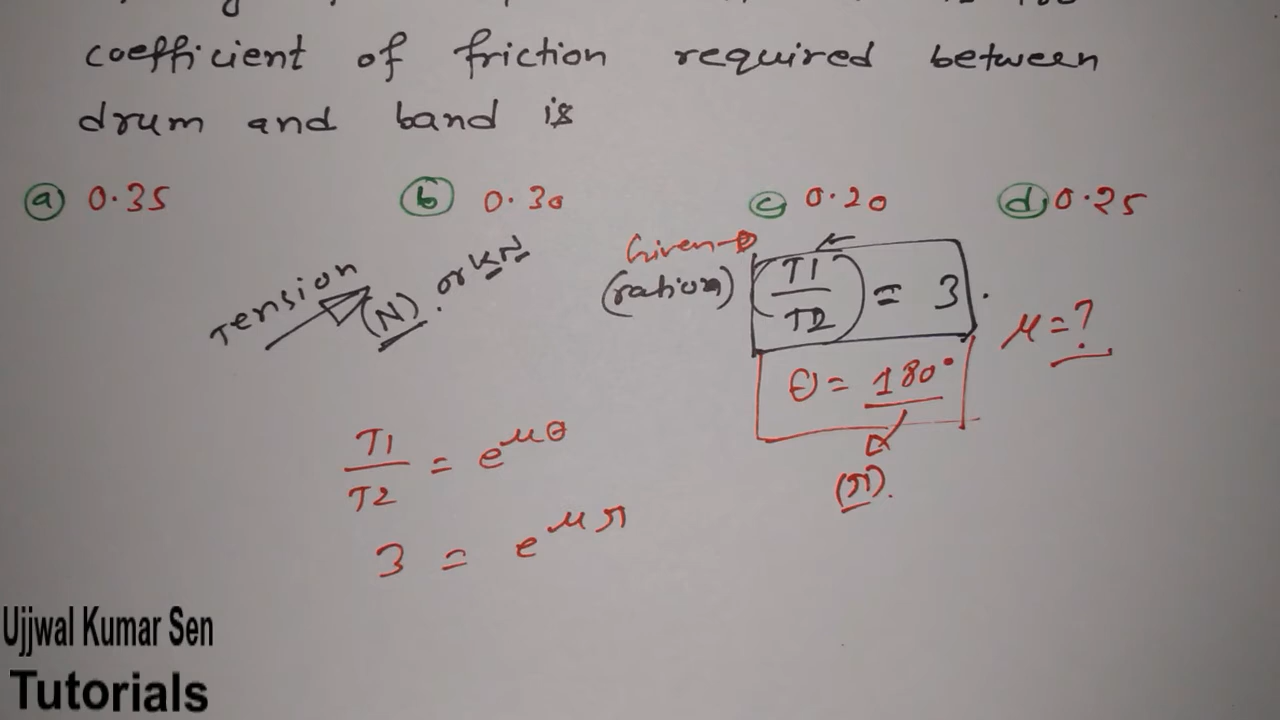 coefficient of friction required between
drum and band is
(a) 0.35 (b) 0.30 (c) 0.20 (d) 0.25
Tension (N) or kN
Given
(ration) (T1/T2) = 3.
μ = ?
θ = 180°
(π).
T1/T2 = e^μθ
3 = e^μπ
Ujjwal Kumar Sen
Tutorials